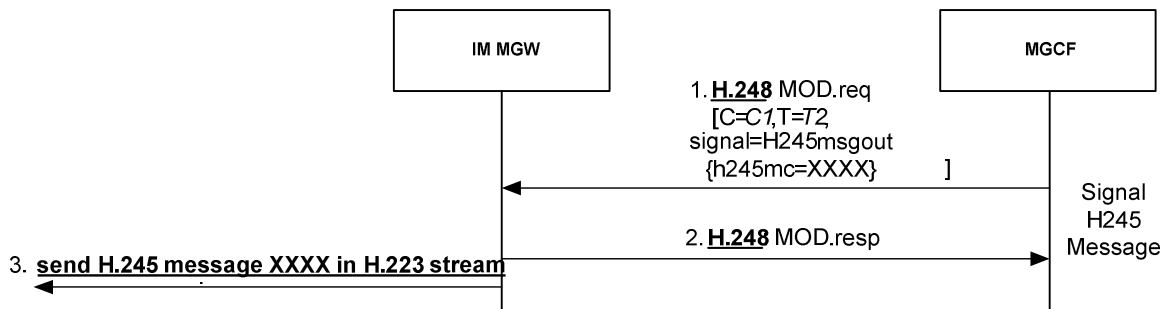 IM MGW
MGCF
1. H.248 MOD.req
[C=C1,T=T2,
signal=H245msgout
{h245mc=XXXX} ]
Signal
H245
Message
2. H.248 MOD.resp
3. send H.245 message XXXX in H.223 stream